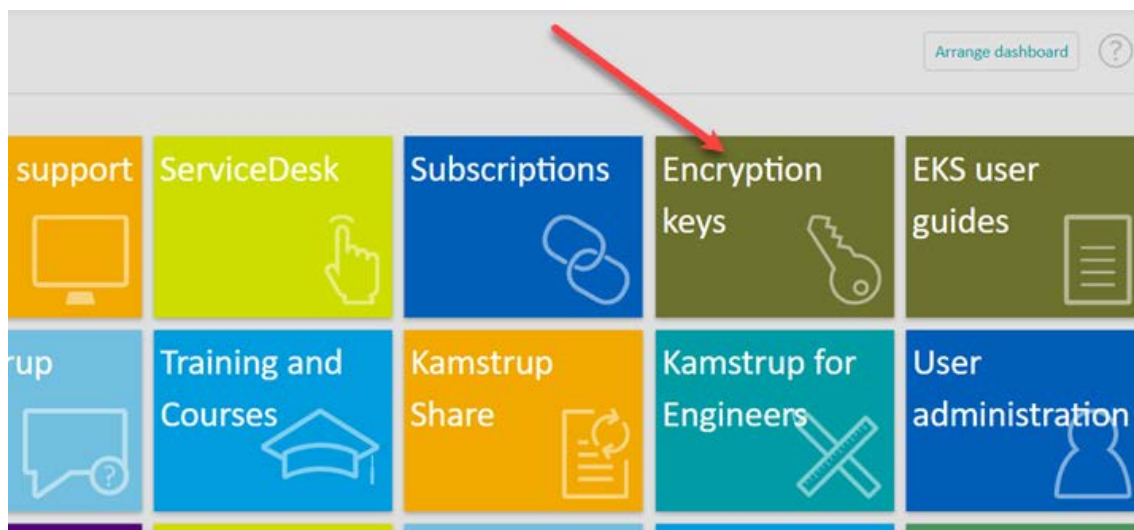 Arrange dashboard
?
support
ServiceDesk
Subscriptions
Encryption
keys
EKS user
guides
rup
Training and
Courses
Kamstrup
Share
Kamstrup for
Engineers
User
administration
?